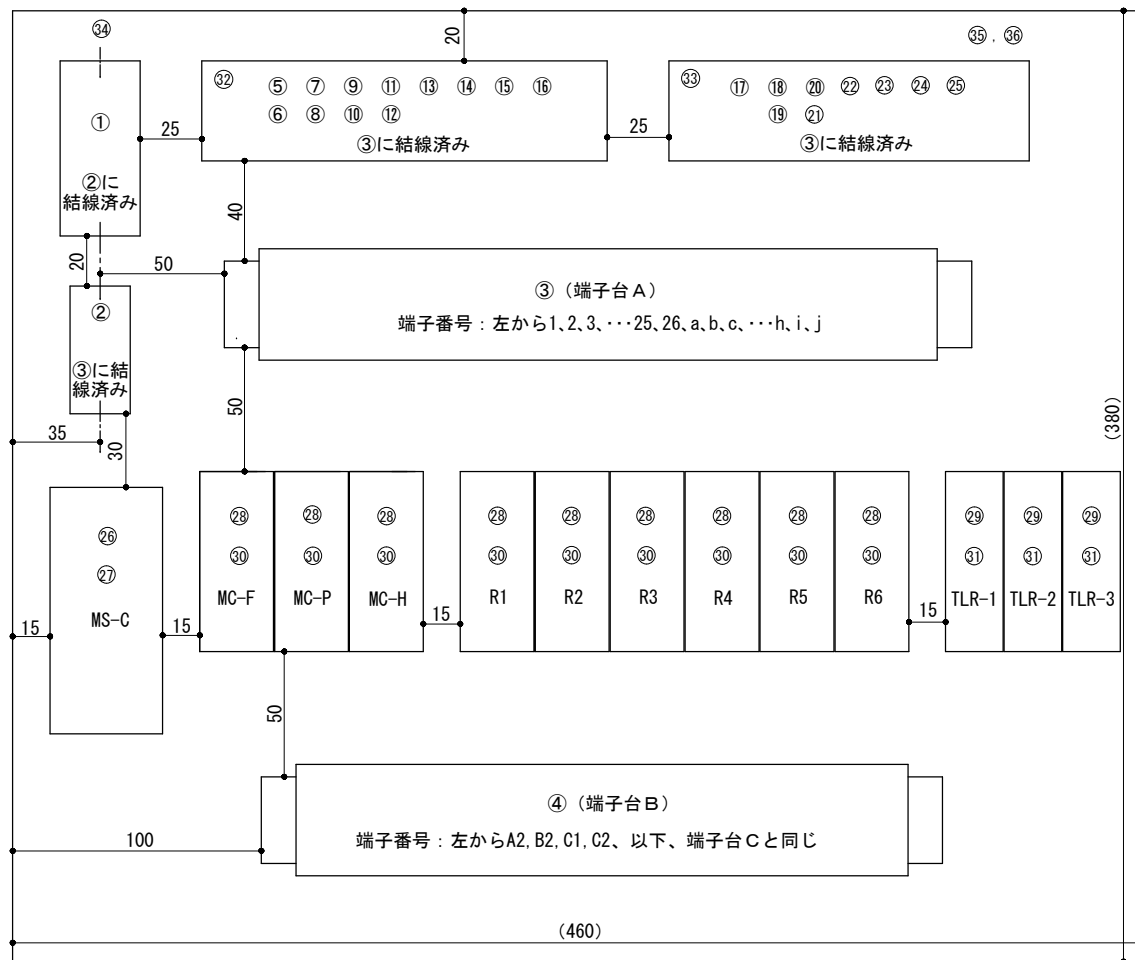 ㉞
20
㉟ . ㊱
㉜ ⑤ ⑦ ⑨ ⑪ ⑬ ⑭ ⑮ ⑯
⑥ ⑧ ⑩ ⑫
③に結線済み
㉝ ⑰ ⑱ ⑳ ㉒ ㉓ ㉔ ㉕
⑲ ㉑
③に結線済み
①
②に
結線済み
25
25
40
20
50
②
③に結
線済み
③（端子台Ａ）
端子番号：左から1、2、3、･･･25、26、a、b、c、･･･h、i、j
50
35
30
(380)
㉖
㉗
MS-C
㉘ ㉘ ㉘ ㉘ ㉘ ㉘ ㉘ ㉘ ㉘ ㉙ ㉙ ㉙
㉚ ㉚ ㉚ ㉚ ㉚ ㉚ ㉚ ㉚ ㉚ ㉛ ㉛ ㉛
MC-F MC-P MC-H R1 R2 R3 R4 R5 R6 TLR-1 TLR-2 TLR-3
15 15 15 15
50
④（端子台Ｂ）
端子番号：左からA2,B2,C1,C2、以下、端子台Ｃと同じ
100
(460)